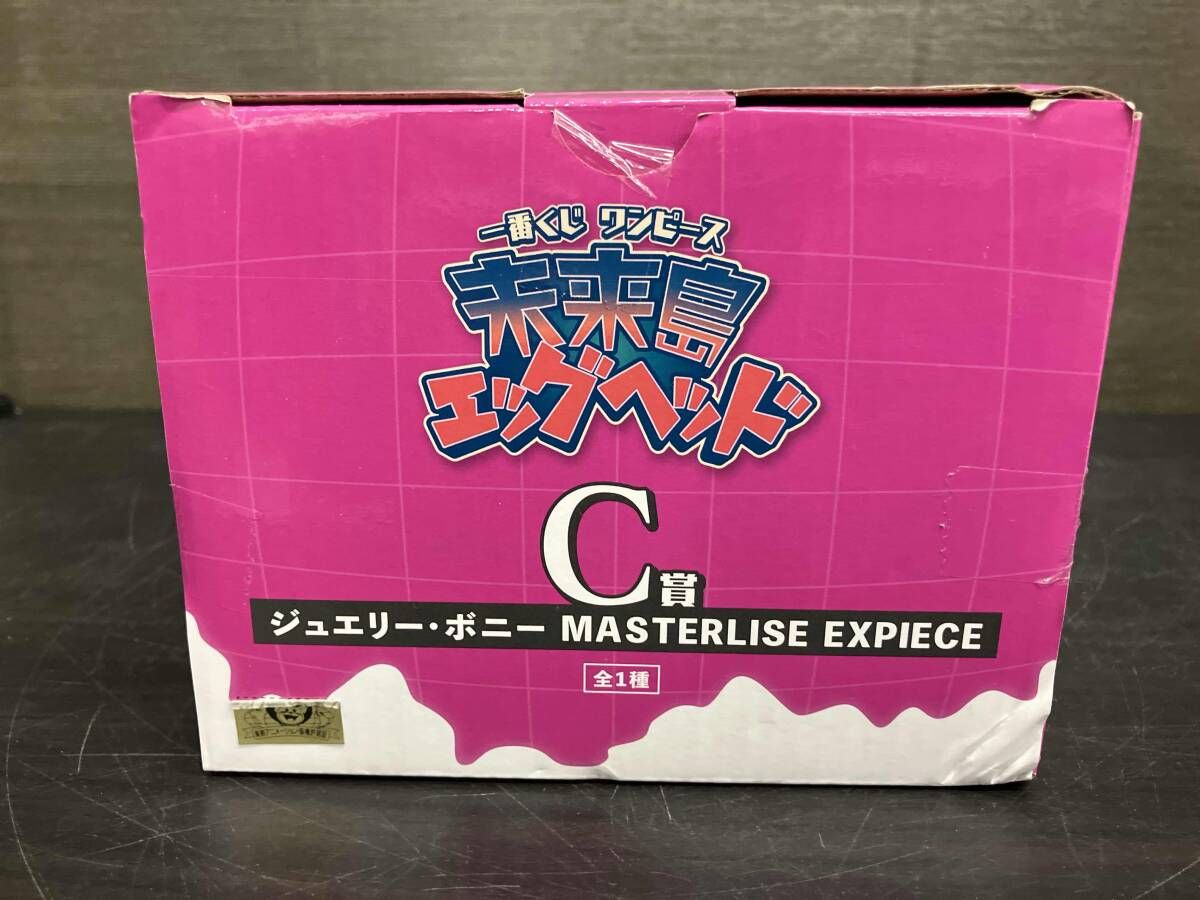 一番くじ ワンピース
未来島
エッグヘッド
C賞
ジュエリー・ボニー MASTERLISE EXPIECE
全1種